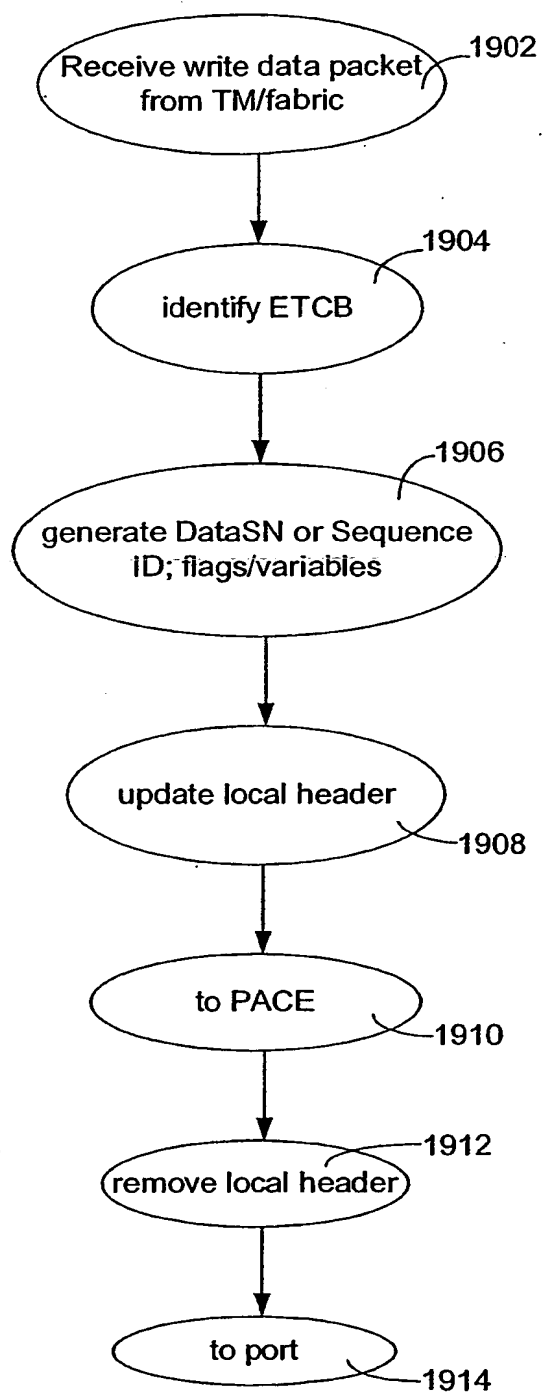 Receive write data packet
from TM/fabric
1902
1904
identify ETCB
1906
generate DataSN or Sequence
ID; flags/variables
update local header
1908
to PACE
1910
1912
remove local header
to port
1914